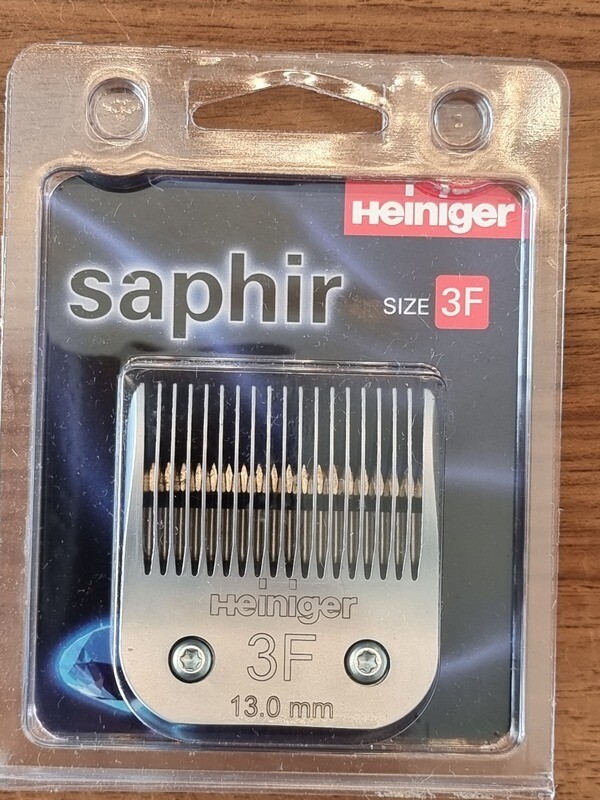 Heiniger
saphir
SIZE 3F
Heiniger
3F
13.0 mm